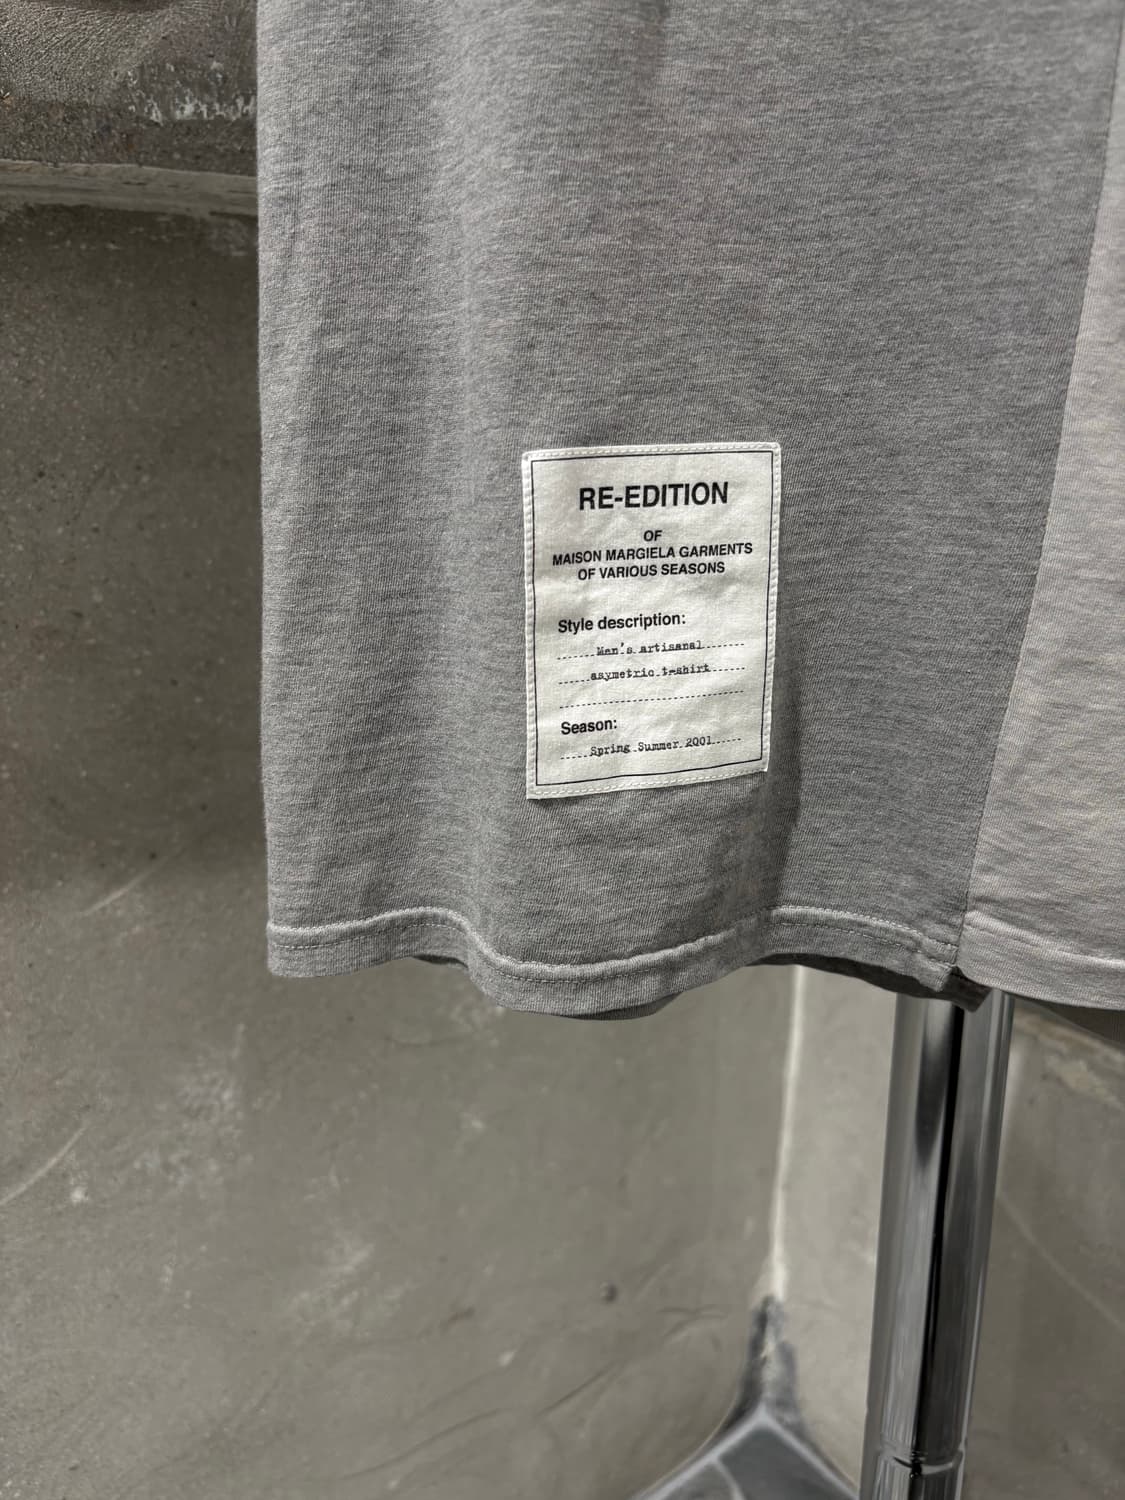 RE-EDITION
OF
MAISON MARGIELA GARMENTS
OF VARIOUS SEASONS
Style description:
Men's artisanal
asymetric t-shirt
Season:
Spring Summer 2001